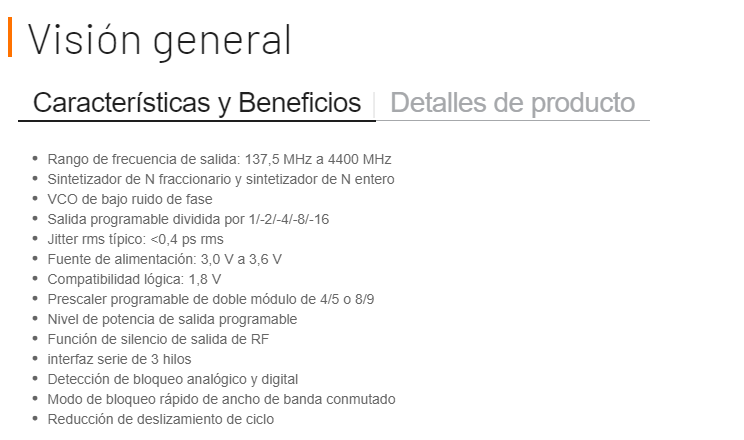 Visión general
Características y Beneficios
Detalles de producto
Rango de frecuencia de salida: 137,5 MHz a 4400 MHz
Sintetizador de N fraccionario y sintetizador de N entero
VCO de bajo ruido de fase
Salida programable dividida por 1/-2/-4/-8/-16
Jitter rms típico: <0,4 ps rms
Fuente de alimentación: 3,0 V a 3,6 V
Compatibilidad lógica: 1,8 V
Prescaler programable de doble módulo de 4/5 o 8/9
Nivel de potencia de salida programable
Función de silencio de salida de RF
interfaz serie de 3 hilos
Detección de bloqueo analógico y digital
Modo de bloqueo rápido de ancho de banda conmutado
Reducción de deslizamiento de ciclo